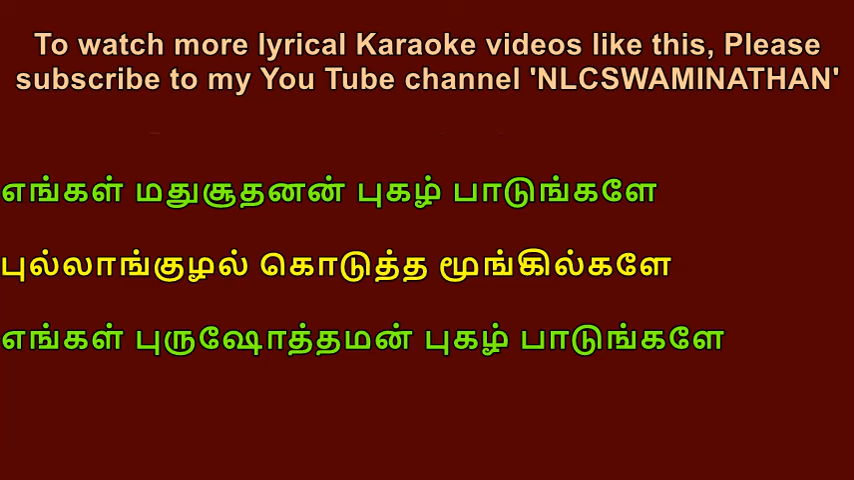 To watch more lyrical Karaoke videos like this, Please
subscribe to my You Tube channel 'NLCSWAMINATHAN'
எங்கள் மதுசூதனன் புகழ் பாடுங்களே
புல்லாங்குழல் கொடுத்த மூங்கில்களே
எங்கள் புருஷோத்தமன் புகழ் பாடுங்களே